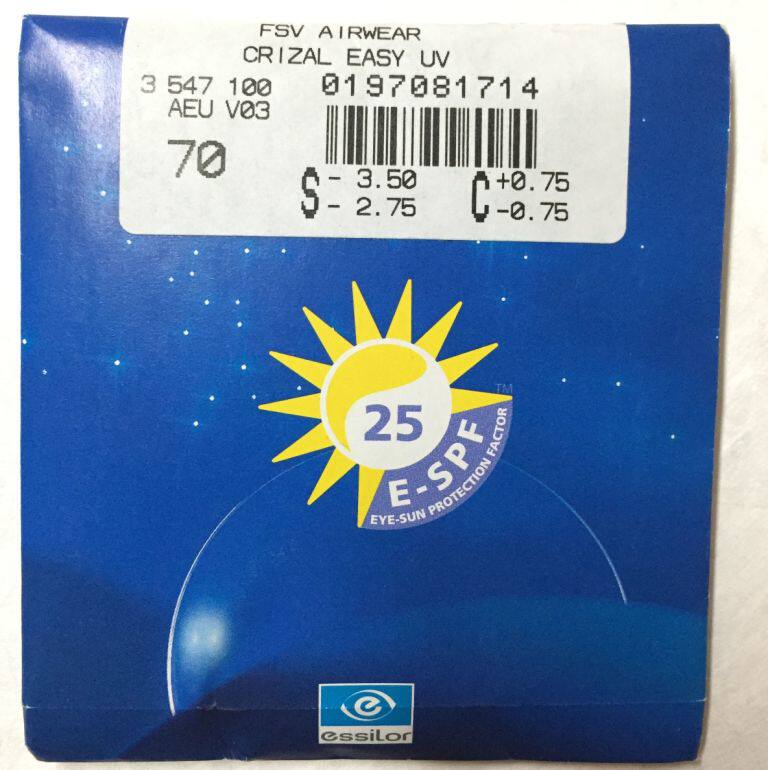 FSV AIRWEAR
CRIZAL EASY UV
3 547 100 0197081714
AEU V03
70
S - 3.50 C +0.75
- 2.75 -0.75
TM
25
E-SPF
EYE-SUN PROTECTION FACTOR
e
essilor